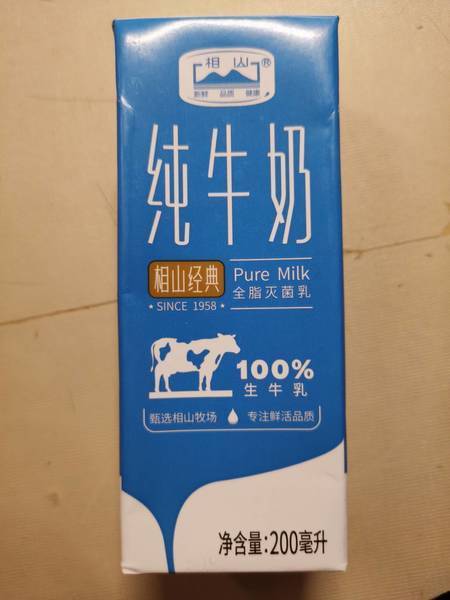 相山®
新鲜 品质 健康
纯牛奶
相山经典
SINCE 1958
Pure Milk
全脂灭菌乳
100%
生牛乳
甄选相山牧场 专注鲜活品质
净含量:200毫升